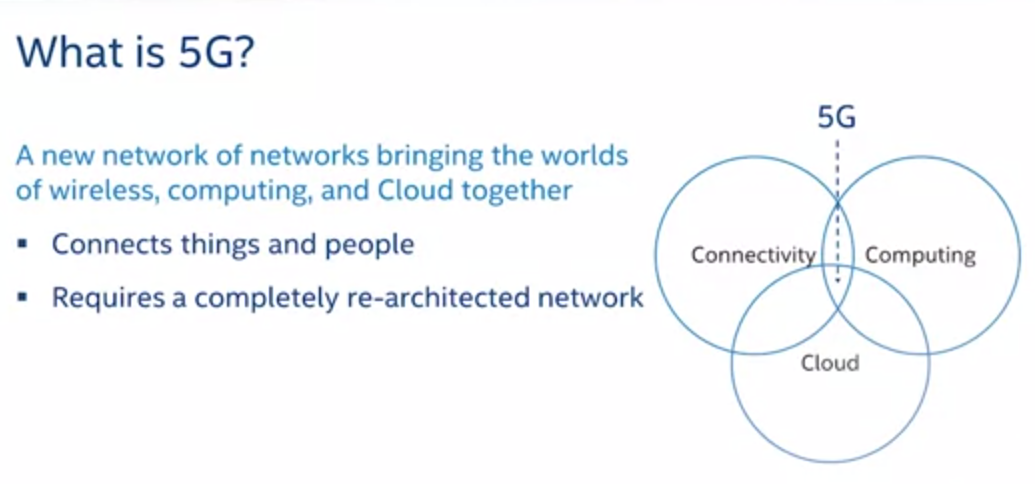 What is 5G?
A new network of networks bringing the worlds
of wireless, computing, and Cloud together
▪ Connects things and people
▪ Requires a completely re-architected network
5G
Connectivity
Computing
Cloud